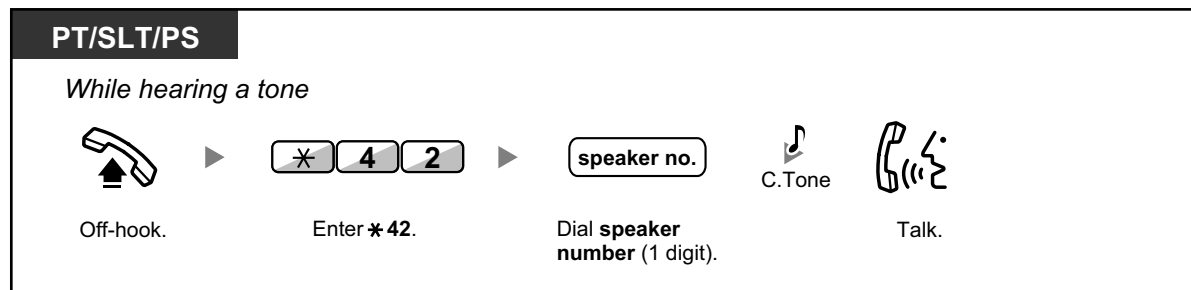 PT/SLT/PS
While hearing a tone
* 4 2
speaker no.
C.Tone
Off-hook.
Enter *42.
Dial speaker
number (1 digit).
Talk.